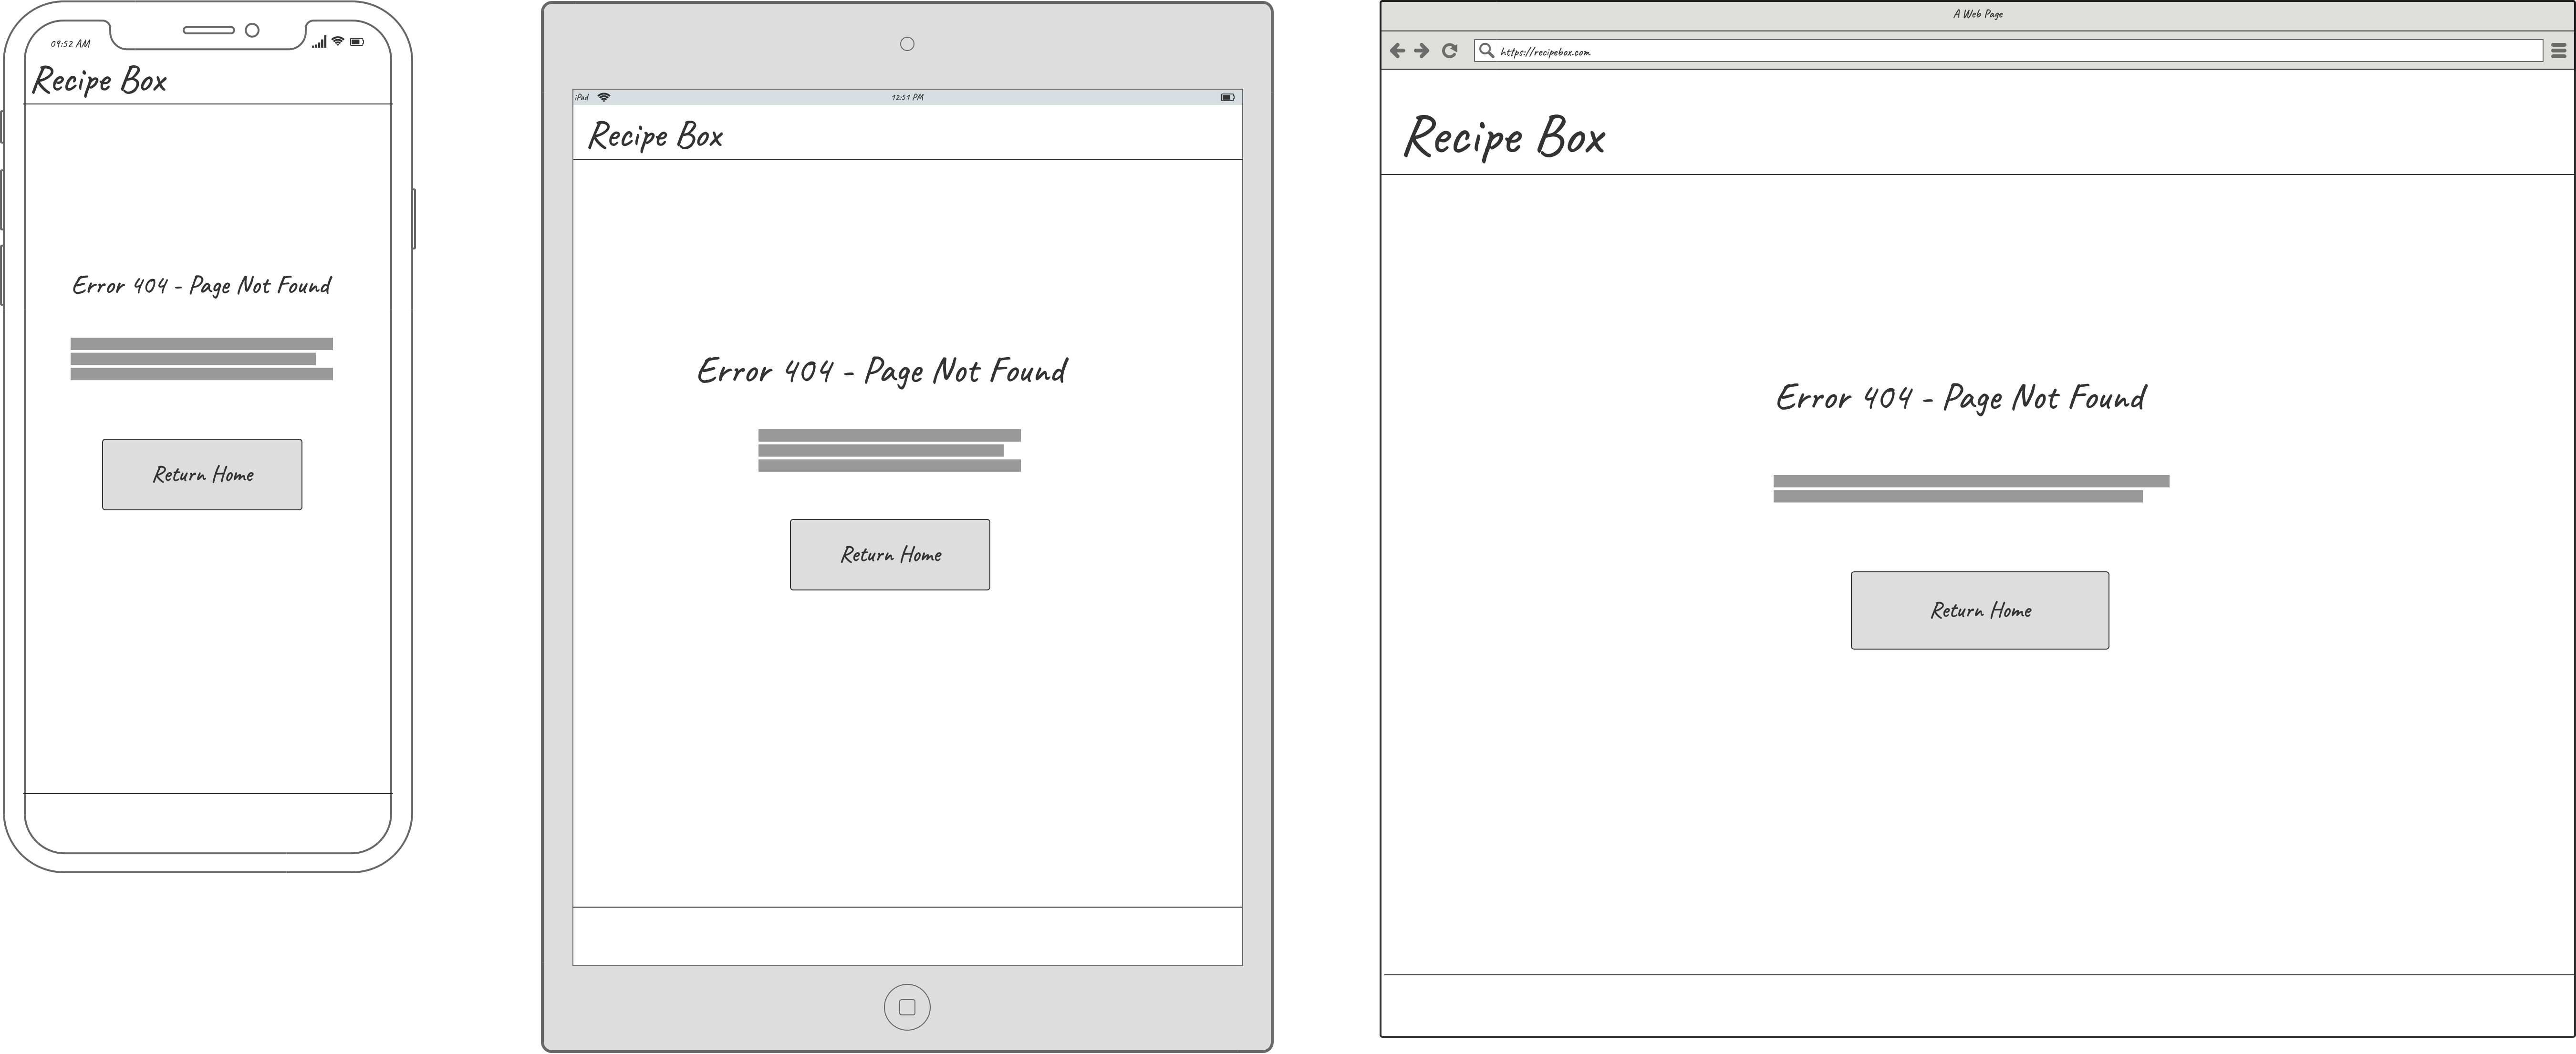 09:52 AM
Recipe Box
Error 404 - Page Not Found
Return Home
iPad
12:51 PM
Recipe Box
Error 404 - Page Not Found
Return Home
A Web Page
https://recipebox.com
Recipe Box
Error 404 - Page Not Found
Return Home